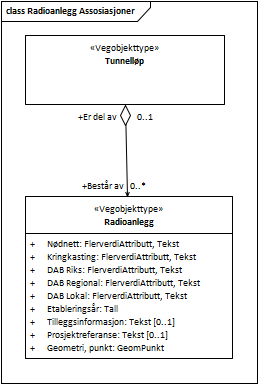 class Radioanlegg Assosiasjoner
«Vegobjekttype»
Tunnelløp
+Er del av 0..1
+Består av 0..*
«Vegobjekttype»
Radioanlegg
+ Nødnett: FlerverdiAttributt, Tekst
+ Kringkasting: FlerverdiAttributt, Tekst
+ DAB Riks: FlerverdiAttributt, Tekst
+ DAB Regional: FlerverdiAttributt, Tekst
+ DAB Lokal: FlerverdiAttributt, Tekst
+ Etableringsår: Tall
+ Tilleggsinformasjon: Tekst [0..1]
+ Prosjektreferanse: Tekst [0..1]
+ Geometri, punkt: GeomPunkt